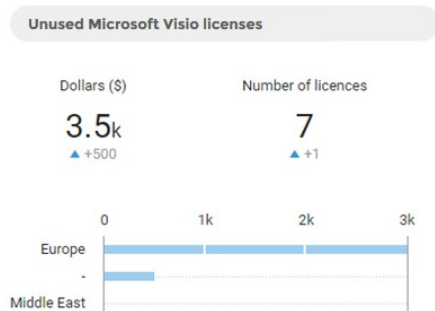 Unused Microsoft Visio licenses
Dollars ($) Number of licences
3.5k 7
▲ +500 ▲ +1
0 1k 2k 3k
Europe
-
Middle East